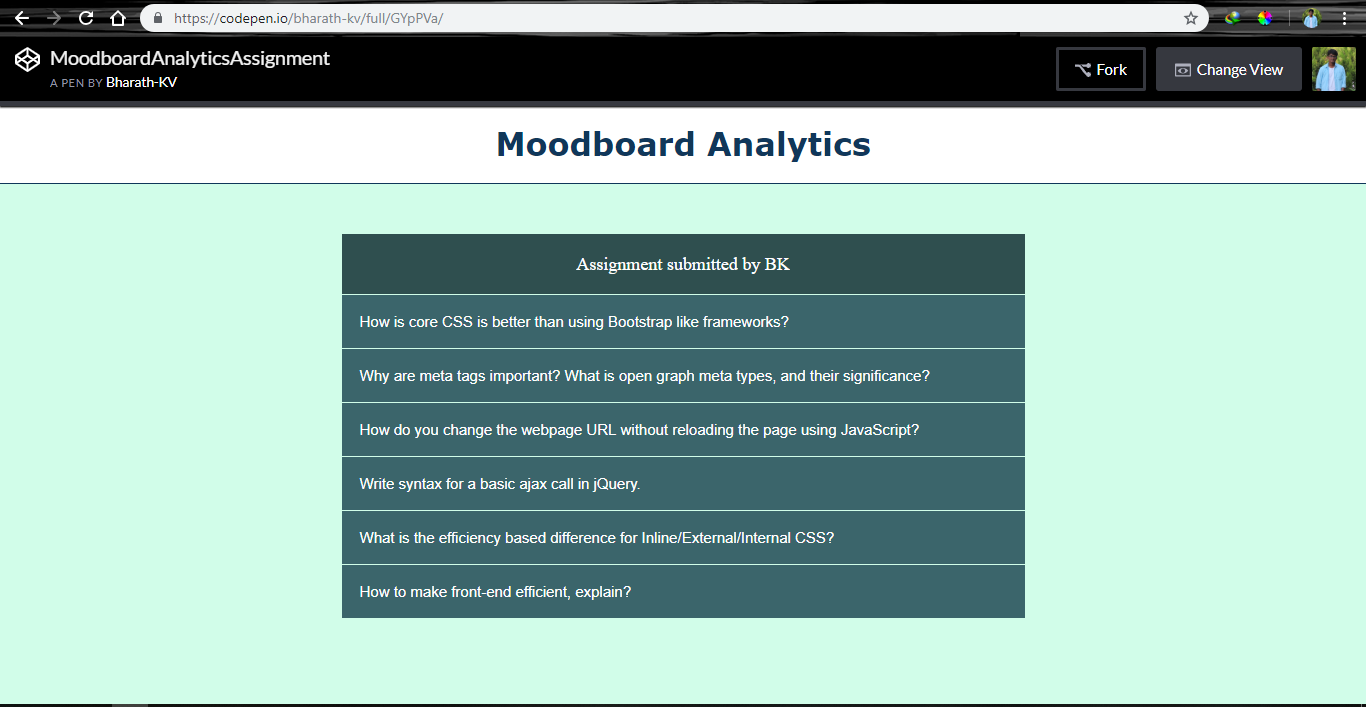 https://codepen.io/bharath-kv/full/GYpPVa/
MoodboardAnalyticsAssignment
A PEN BY Bharath-KV
Fork
Change View
Moodboard Analytics
Assignment submitted by BK
How is core CSS is better than using Bootstrap like frameworks?
Why are meta tags important? What is open graph meta types, and their significance?
How do you change the webpage URL without reloading the page using JavaScript?
Write syntax for a basic ajax call in jQuery.
What is the efficiency based difference for Inline/External/Internal CSS?
How to make front-end efficient, explain?